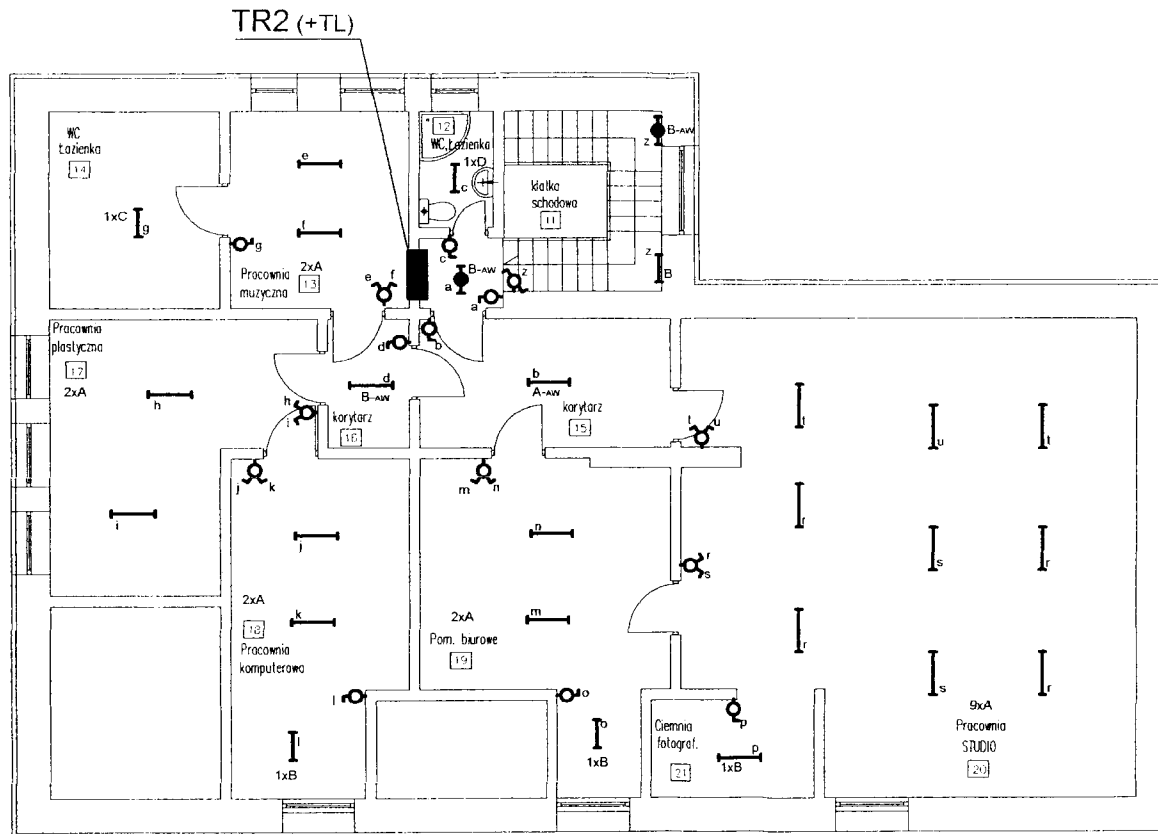 TR2 (+TL)
WC
Łazienka
14
1xC
g
g
e
f
Pracownia
muzyczna
2xA
13
e
f
12
WC, Łazienka
1xD
c
c
klatka
schodowa
11
B-AW
z
z
B
B-AW
a
a
z
Pracownia
plastyczna
17
2xA
h
i
d
b
d
B-AW
h
i
korytarz
16
b
A-AW
korytarz
15
t
u
j
k
m
n
j
k
2xA
18
Pracownia
komputerowa
l
l
1xB
n
m
2xA
Pom. biurowe
19
o
o
1xB
r
s
t
u
t
r
s
r
r
s
r
9xA
Pracownia
STUDIO
20
Ciemnia
fotograf.
21
p
p
1xB